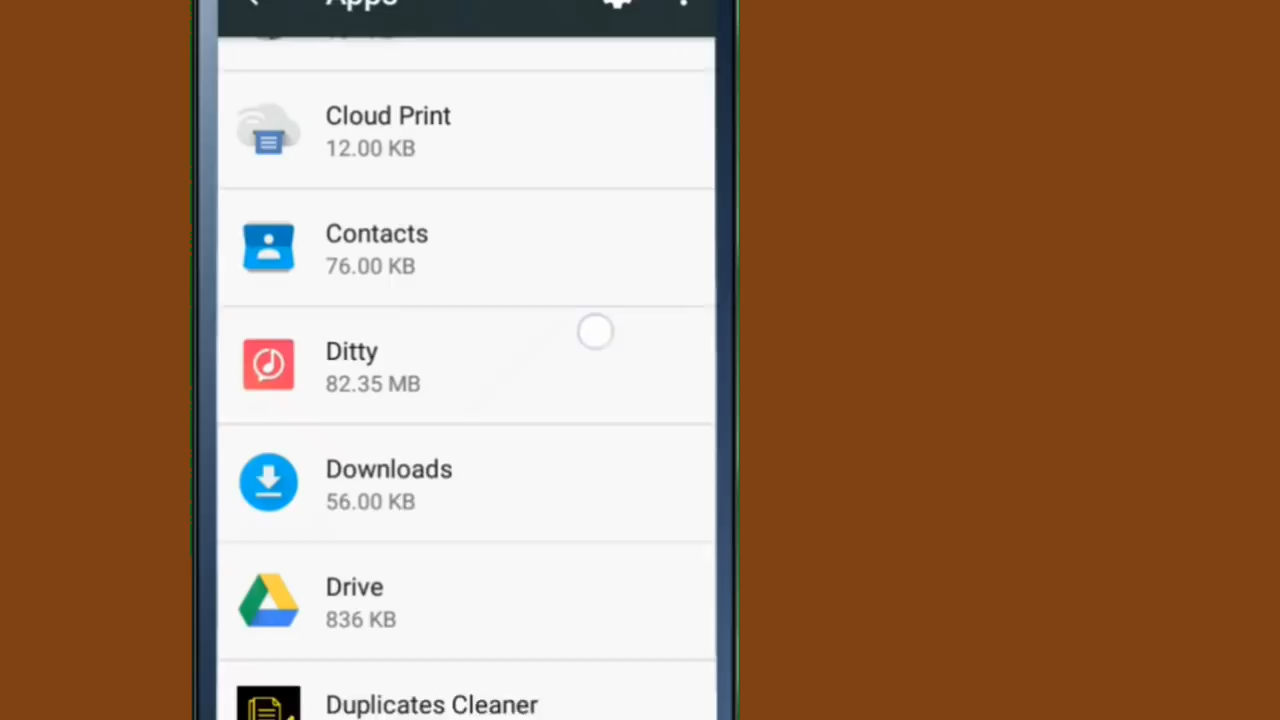 Apps
Cloud Print
12.00 KB
Contacts
76.00 KB
Ditty
82.35 MB
Downloads
56.00 KB
Drive
836 KB
Duplicates Cleaner